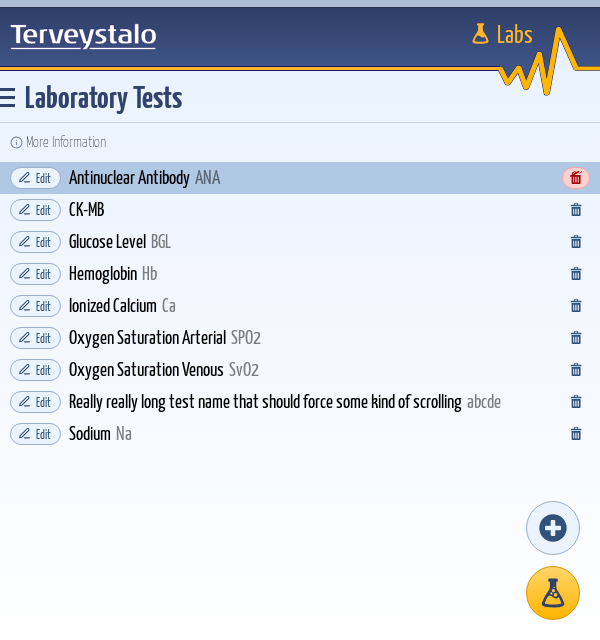 Terveystalo
Labs
Laboratory Tests
More Information
Edit Antinuclear Antibody ANA
Edit CK-MB
Edit Glucose Level BGL
Edit Hemoglobin Hb
Edit Ionized Calcium Ca
Edit Oxygen Saturation Arterial SPO2
Edit Oxygen Saturation Venous SvO2
Edit Really really long test name that should force some kind of scrolling abcde
Edit Sodium Na